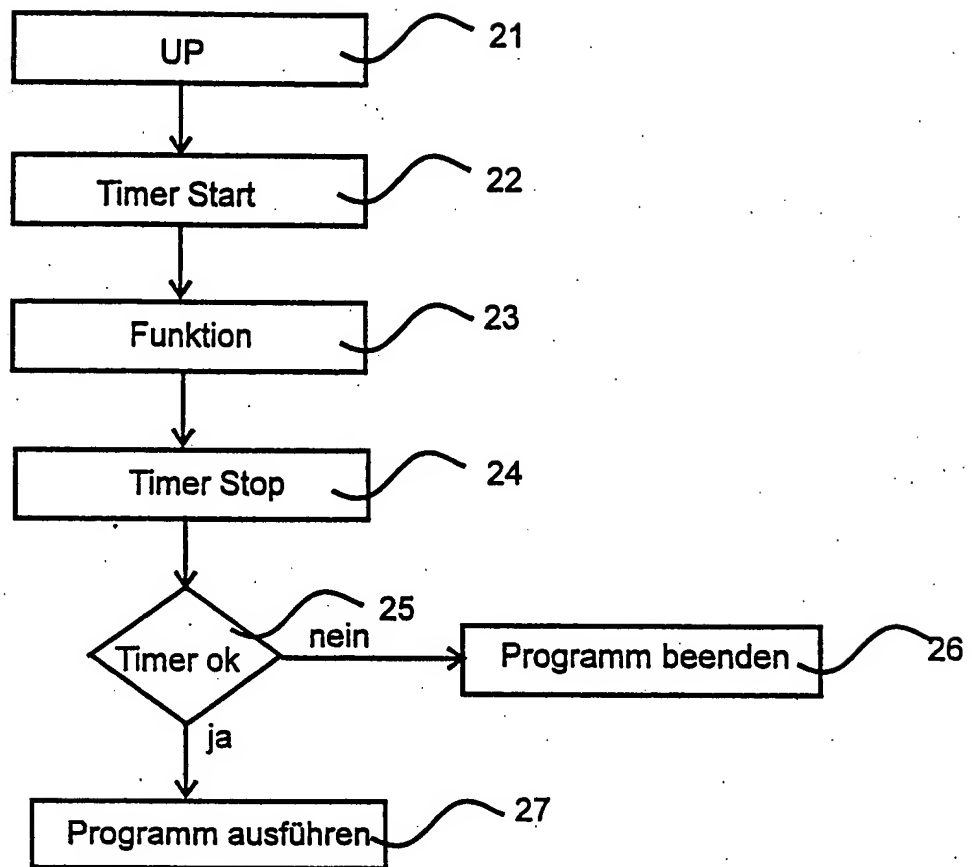 UP
21
Timer Start
22
Funktion
23
Timer Stop
24
Timer ok
25
nein
Programm beenden
26
ja
Programm ausführen
27